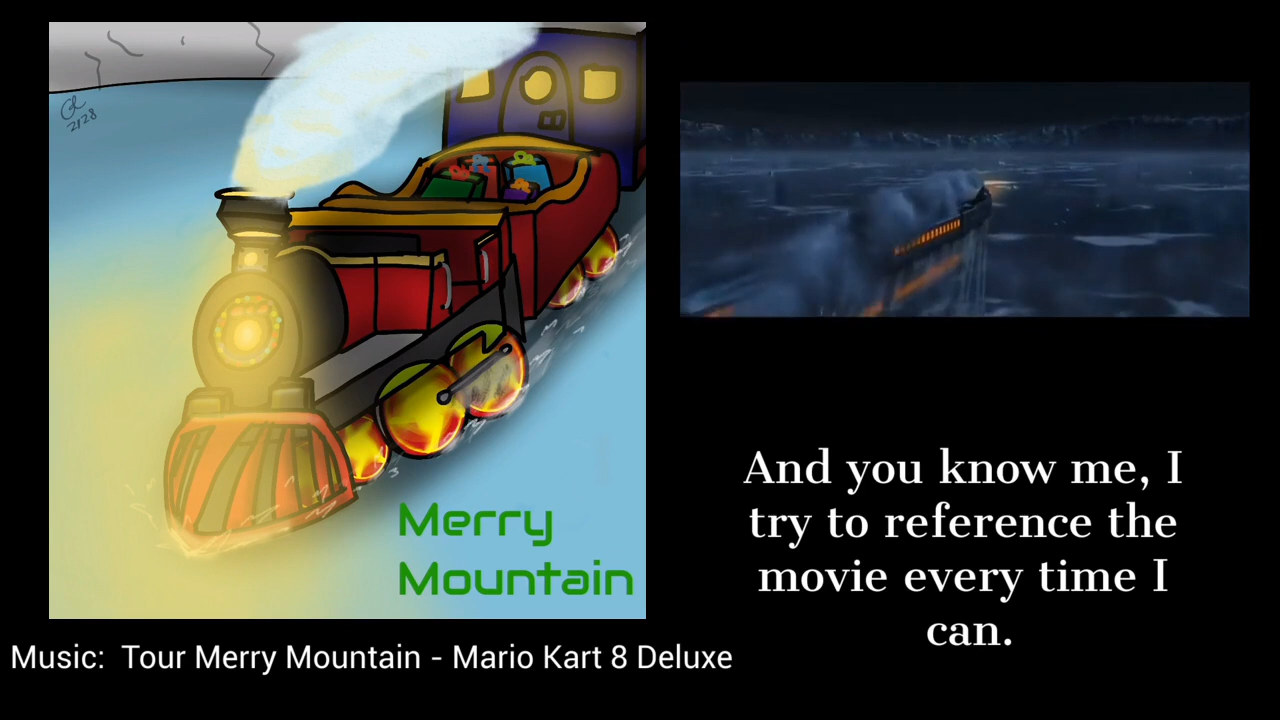 2128
Merry
Mountain
And you know me, I
try to reference the
movie every time I
can.
Music:  Tour Merry Mountain - Mario Kart 8 Deluxe